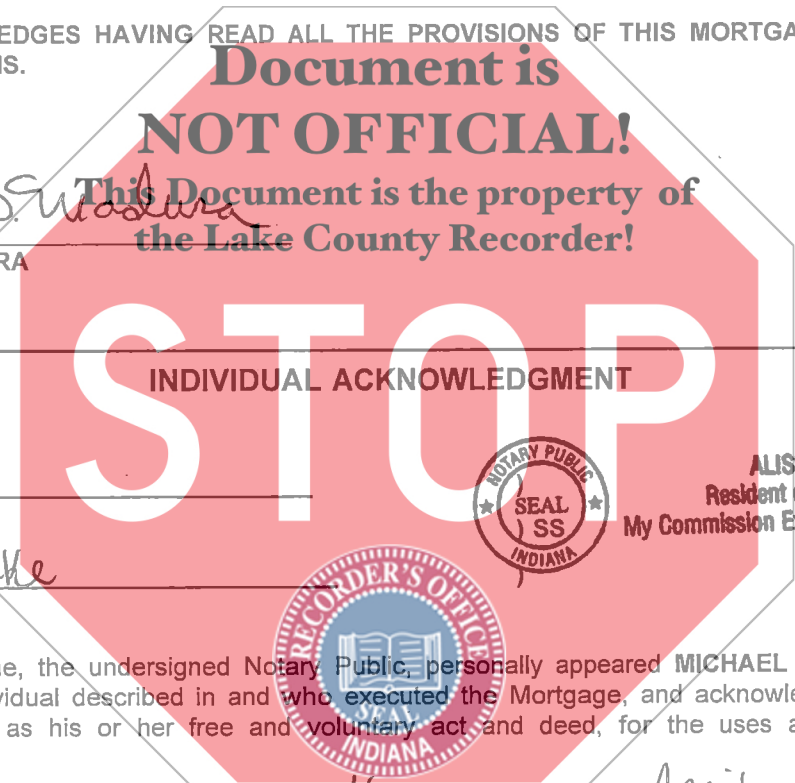 EDGES HAVING READ ALL THE PROVISIONS OF THIS MORTGA
IS.
Document is
NOT OFFICIAL!
This Document is the property of
the Lake County Recorder!
S. Wadura
RA
STOP
INDIVIDUAL ACKNOWLEDGMENT
NOTARY PUBLIC
SEAL
INDIANA
)
) SS
)
ALIS
Resident
My Commission E
ke
RECORDER'S OFFICE
SEAL
INDIANA
e, the undersigned Notary Public, personally appeared MICHAEL
vidual described in and who executed the Mortgage, and acknowle
as his or her free and voluntary act and deed, for the uses a